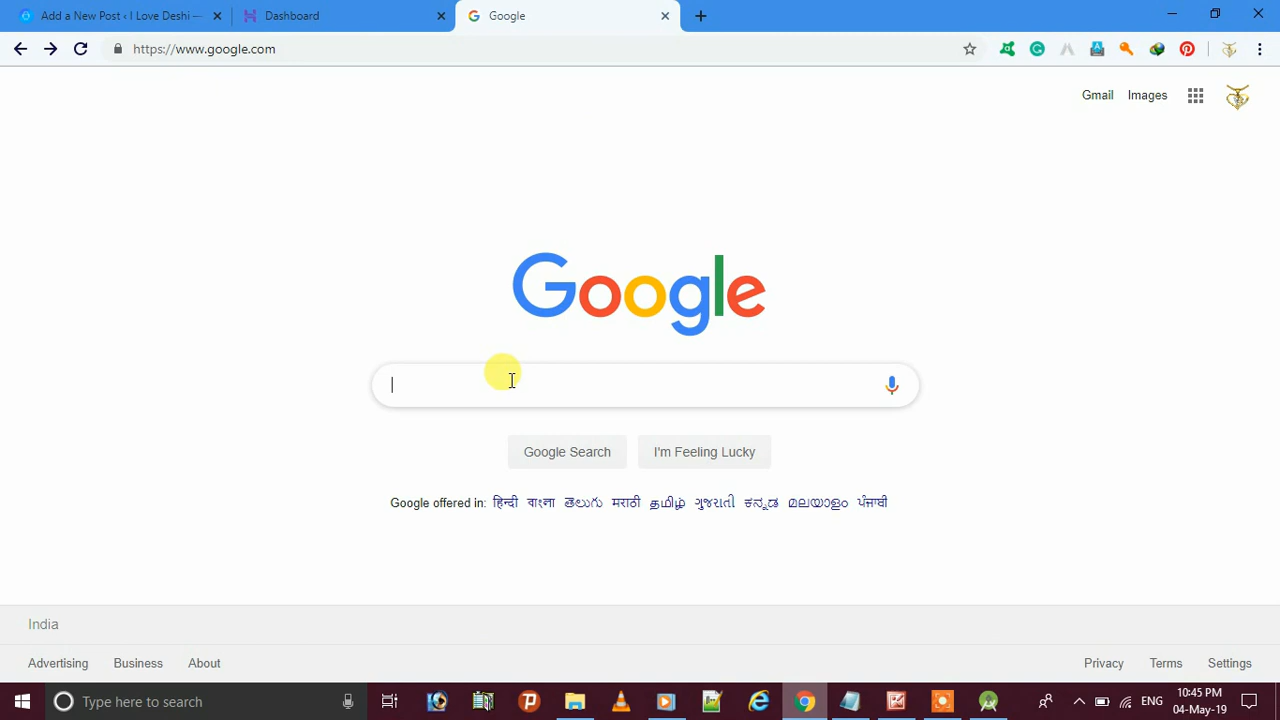 Add a New Post ‹ I Love Deshi —
Dashboard
Google
https://www.google.com
Gmail Images
Google
Google Search I'm Feeling Lucky
Google offered in: हिन्दी বাংলা తెలుగు मराठी தமிழ் ગુજરાતી ಕನ್ನಡ മലയാളം ਪੰਜਾਬੀ
India
Advertising Business About Privacy Terms Settings
Type here to search ENG 10:45 PM
04-May-19